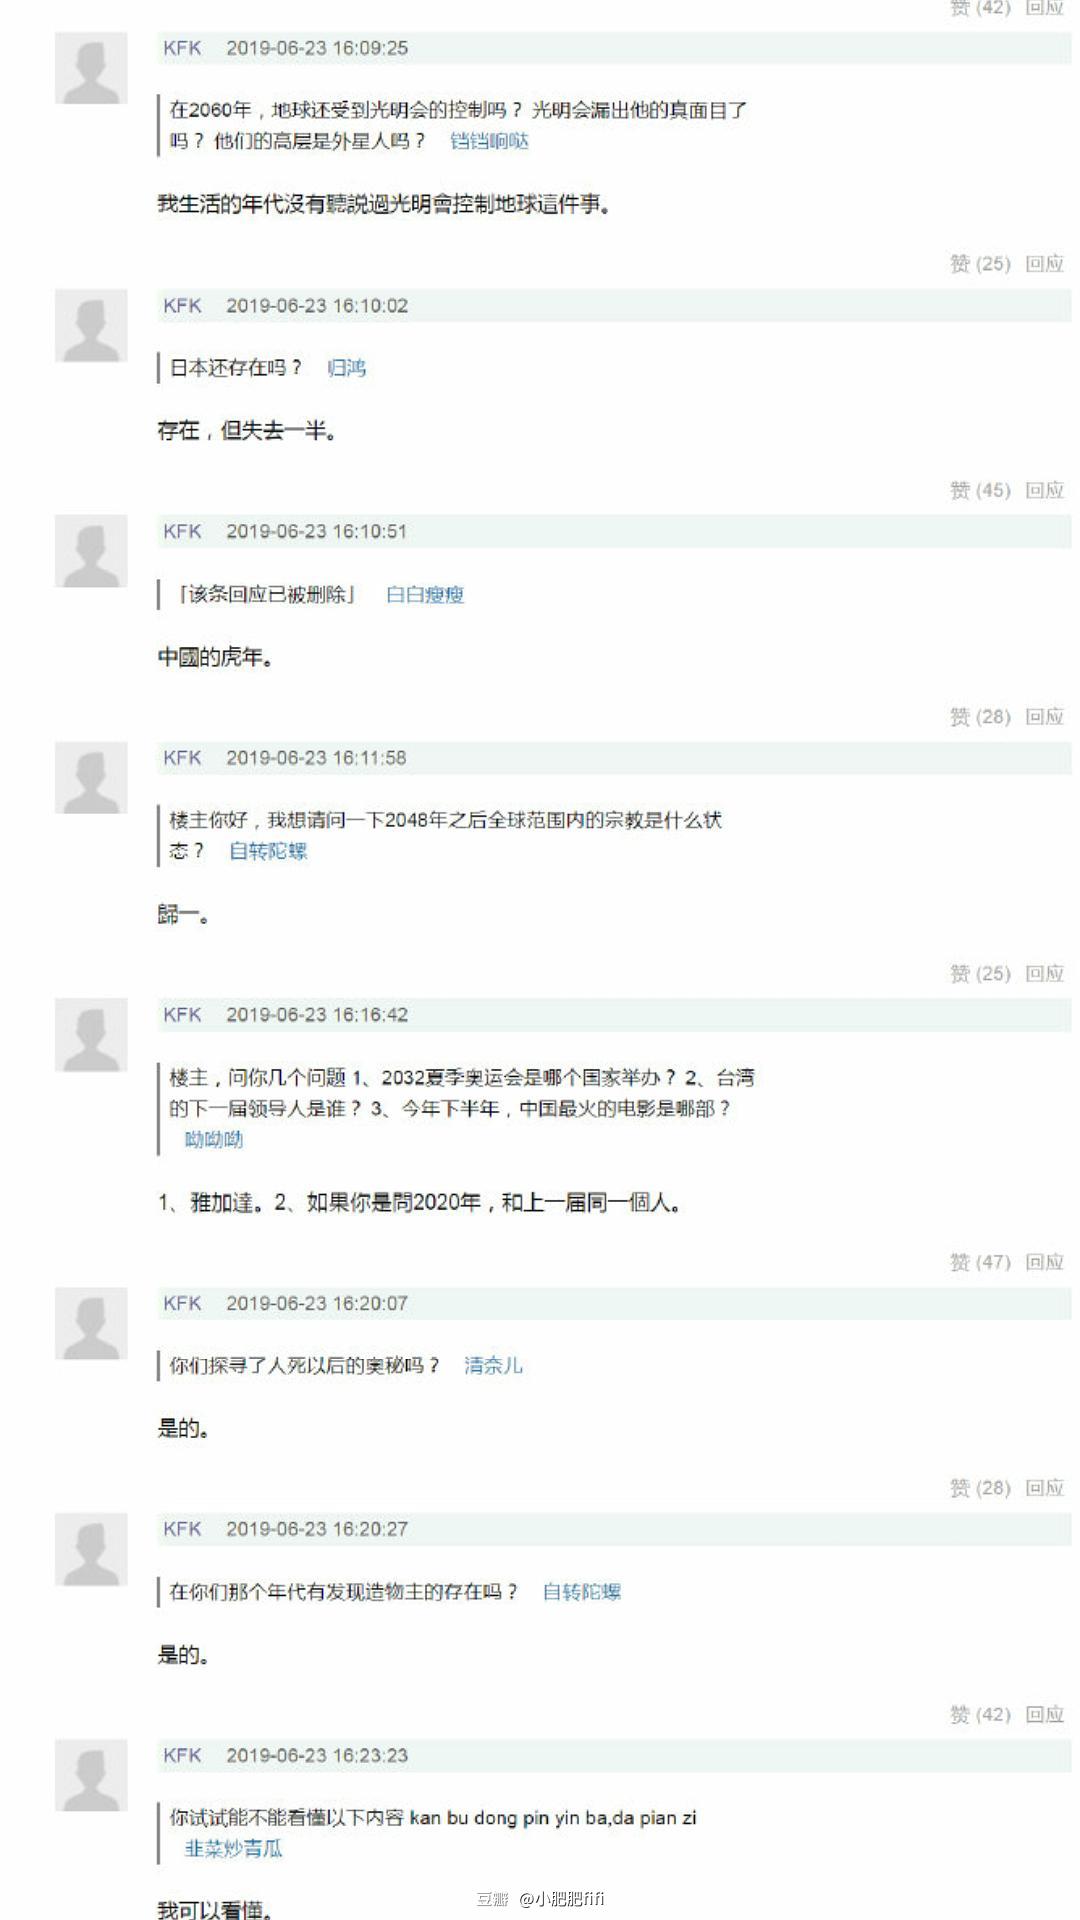 赞 (42) 回应
KFK 2019-06-23 16:09:25
在2060年，地球还受到光明会的控制吗？ 光明会漏出他的真面目了
吗？ 他们的高层是外星人吗？ 铛铛响哒
我生活的年代沒有聽説過光明會控制地球這件事。
赞 (25) 回应
KFK 2019-06-23 16:10:02
日本还存在吗？ 归鸿
存在，但失去一半。
赞 (45) 回应
KFK 2019-06-23 16:10:51
「该条回应已被删除」 白白瘦瘦
中國的虎年。
赞 (28) 回应
KFK 2019-06-23 16:11:58
楼主你好，我想请问一下2048年之后全球范围内的宗教是什么状
态？ 自转陀螺
歸一。
赞 (25) 回应
KFK 2019-06-23 16:16:42
楼主，问你几个问题 1、2032夏季奥运会是哪个国家举办？ 2、台湾
的下一届领导人是谁？ 3、今年下半年，中国最火的电影是哪部？
呦呦呦
1、雅加達。2、如果你是問2020年，和上一届同一個人。
赞 (47) 回应
KFK 2019-06-23 16:20:07
你们探寻了人死以后的奥秘吗？ 清奈儿
是的。
赞 (28) 回应
KFK 2019-06-23 16:20:27
在你们那个年代有发现造物主的存在吗？ 自转陀螺
是的。
赞 (42) 回应
KFK 2019-06-23 16:23:23
你试试能不能看懂以下内容 kan bu dong pin yin ba,da pian zi
韭菜炒青瓜
我可以看懂。
豆瓣 @小肥肥fifi